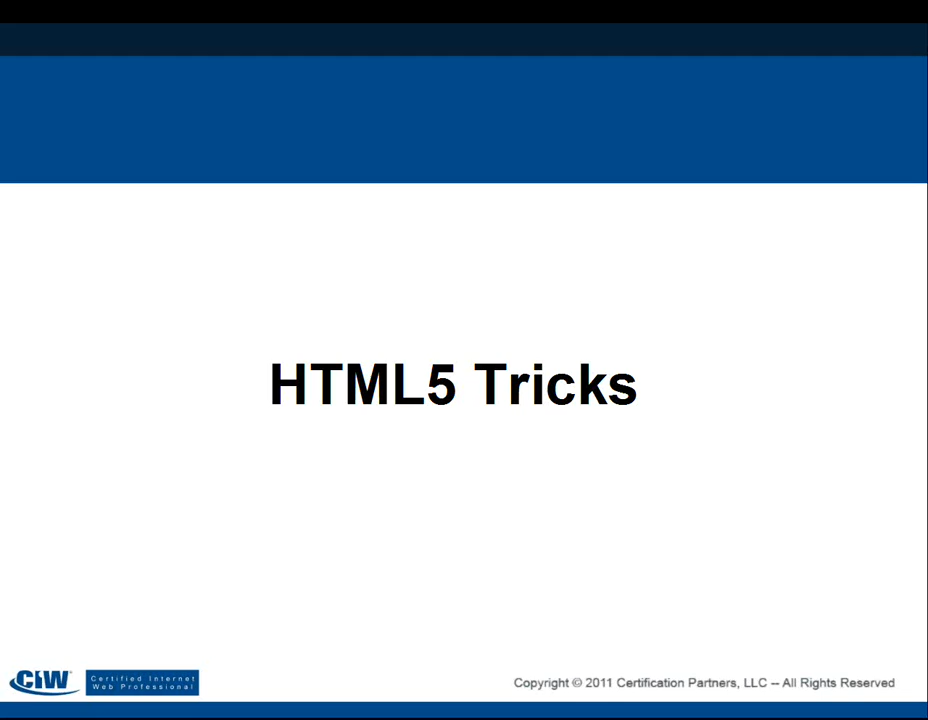 HTML5 Tricks
CIW
Certified Internet
Web Professional
Copyright © 2011 Certification Partners, LLC -- All Rights Reserved